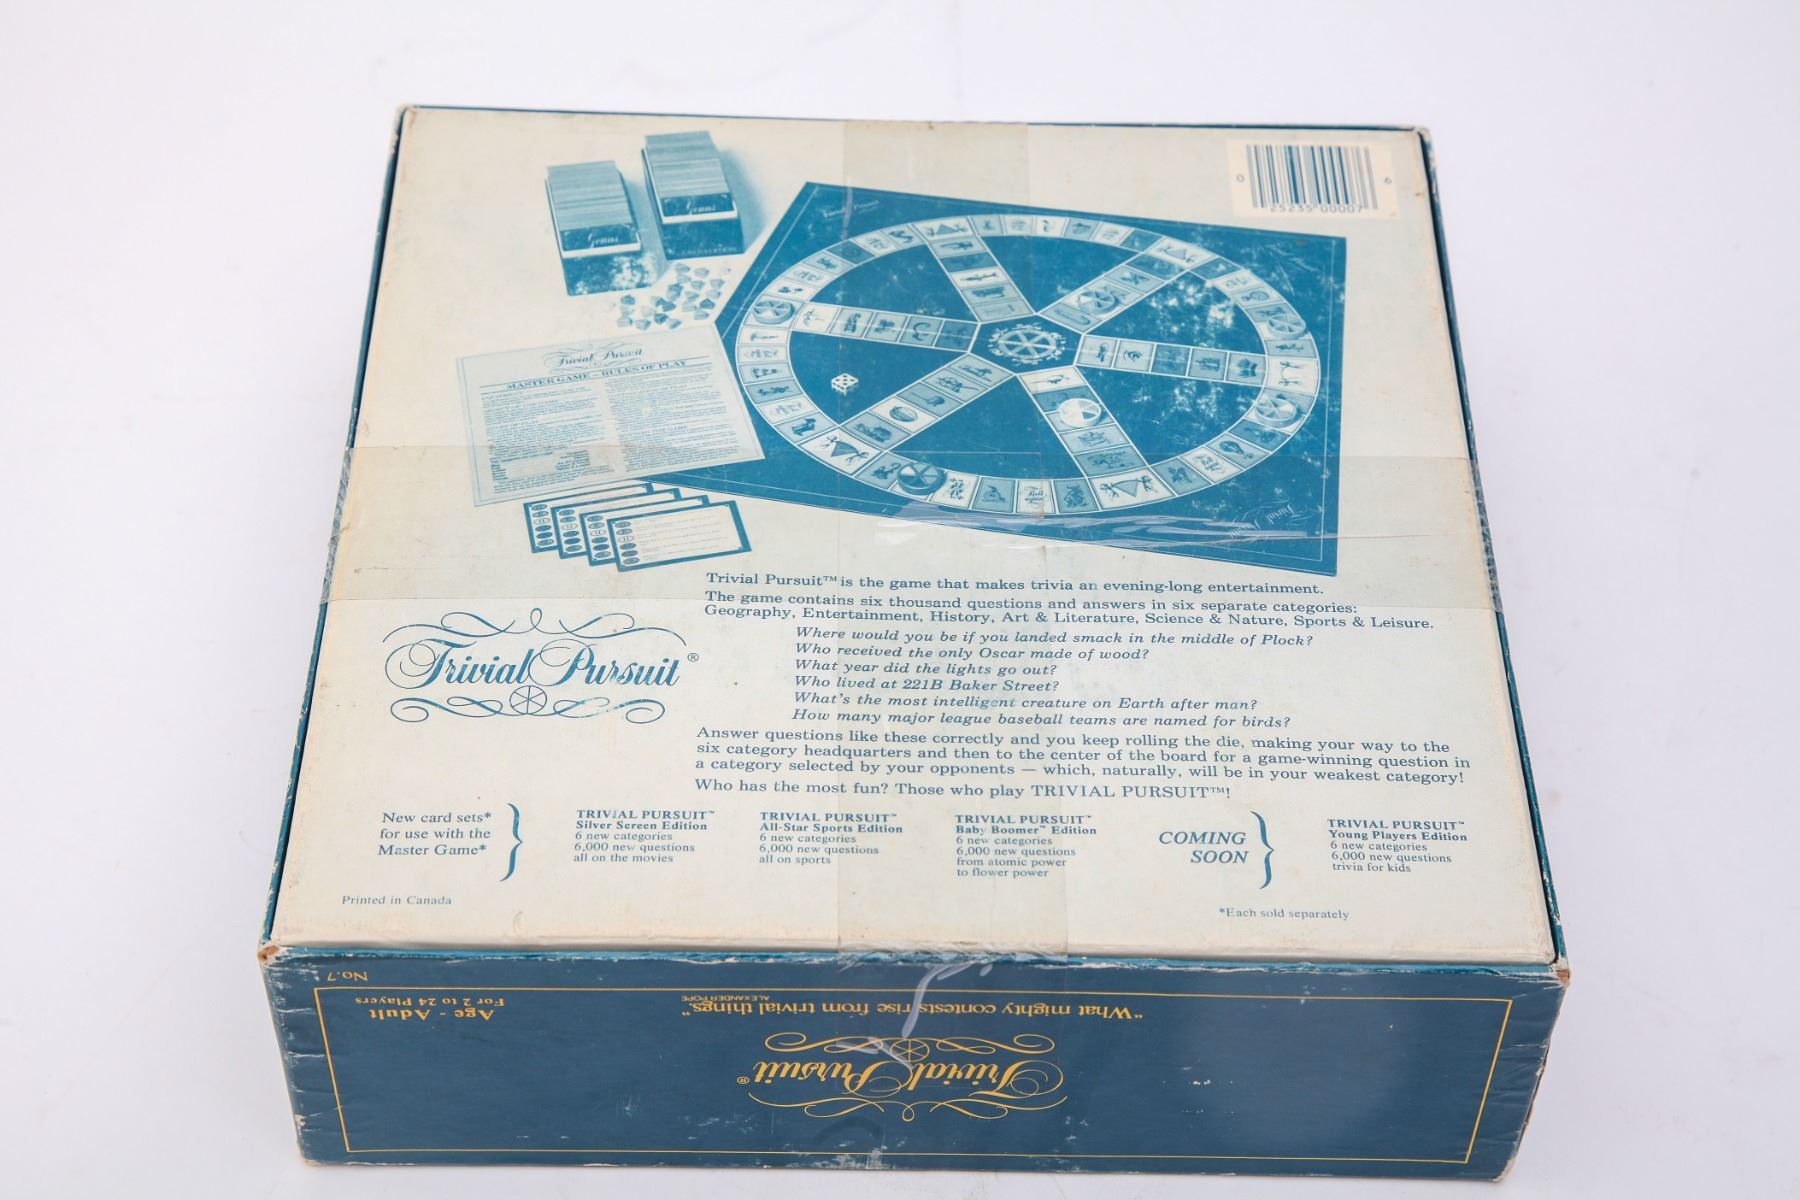 0 25235 00007 6
Genus
Genus
Trivial Pursuit
Trivial Pursuit
MASTER GAME – RULES OF PLAY
Roll again
Trivial Pursuit
Trivial Pursuit™ is the game that makes trivia an evening-long entertainment.
The game contains six thousand questions and answers in six separate categories:
Geography, Entertainment, History, Art & Literature, Science & Nature, Sports & Leisure.
Where would you be if you landed smack in the middle of Plock?
Who received the only Oscar made of wood?
What year did the lights go out?
Who lived at 221B Baker Street?
What's the most intelligent creature on Earth after man?
How many major league baseball teams are named for birds?
Trivial Pursuit®
Answer questions like these correctly and you keep rolling the die, making your way to the
six category headquarters and then to the center of the board for a game-winning question in
a category selected by your opponents — which, naturally, will be in your weakest category!
Who has the most fun? Those who play TRIVIAL PURSUIT™!
New card sets*
for use with the
Master Game*
TRIVIAL PURSUIT™
Silver Screen Edition
6 new categories
6,000 new questions
all on the movies
TRIVIAL PURSUIT™
All-Star Sports Edition
6 new categories
6,000 new questions
all on sports
TRIVIAL PURSUIT™
Baby Boomer™ Edition
6 new categories
6,000 new questions
from atomic power
to flower power
COMING
SOON
TRIVIAL PURSUIT™
Young Players Edition
6 new categories
6,000 new questions
trivia for kids
Printed in Canada
*Each sold separately
No.7
Trivial Pursuit®
"What mighty contests rise from trivial things."
ALEXANDER POPE
Age - Adult
For 2 to 24 Players